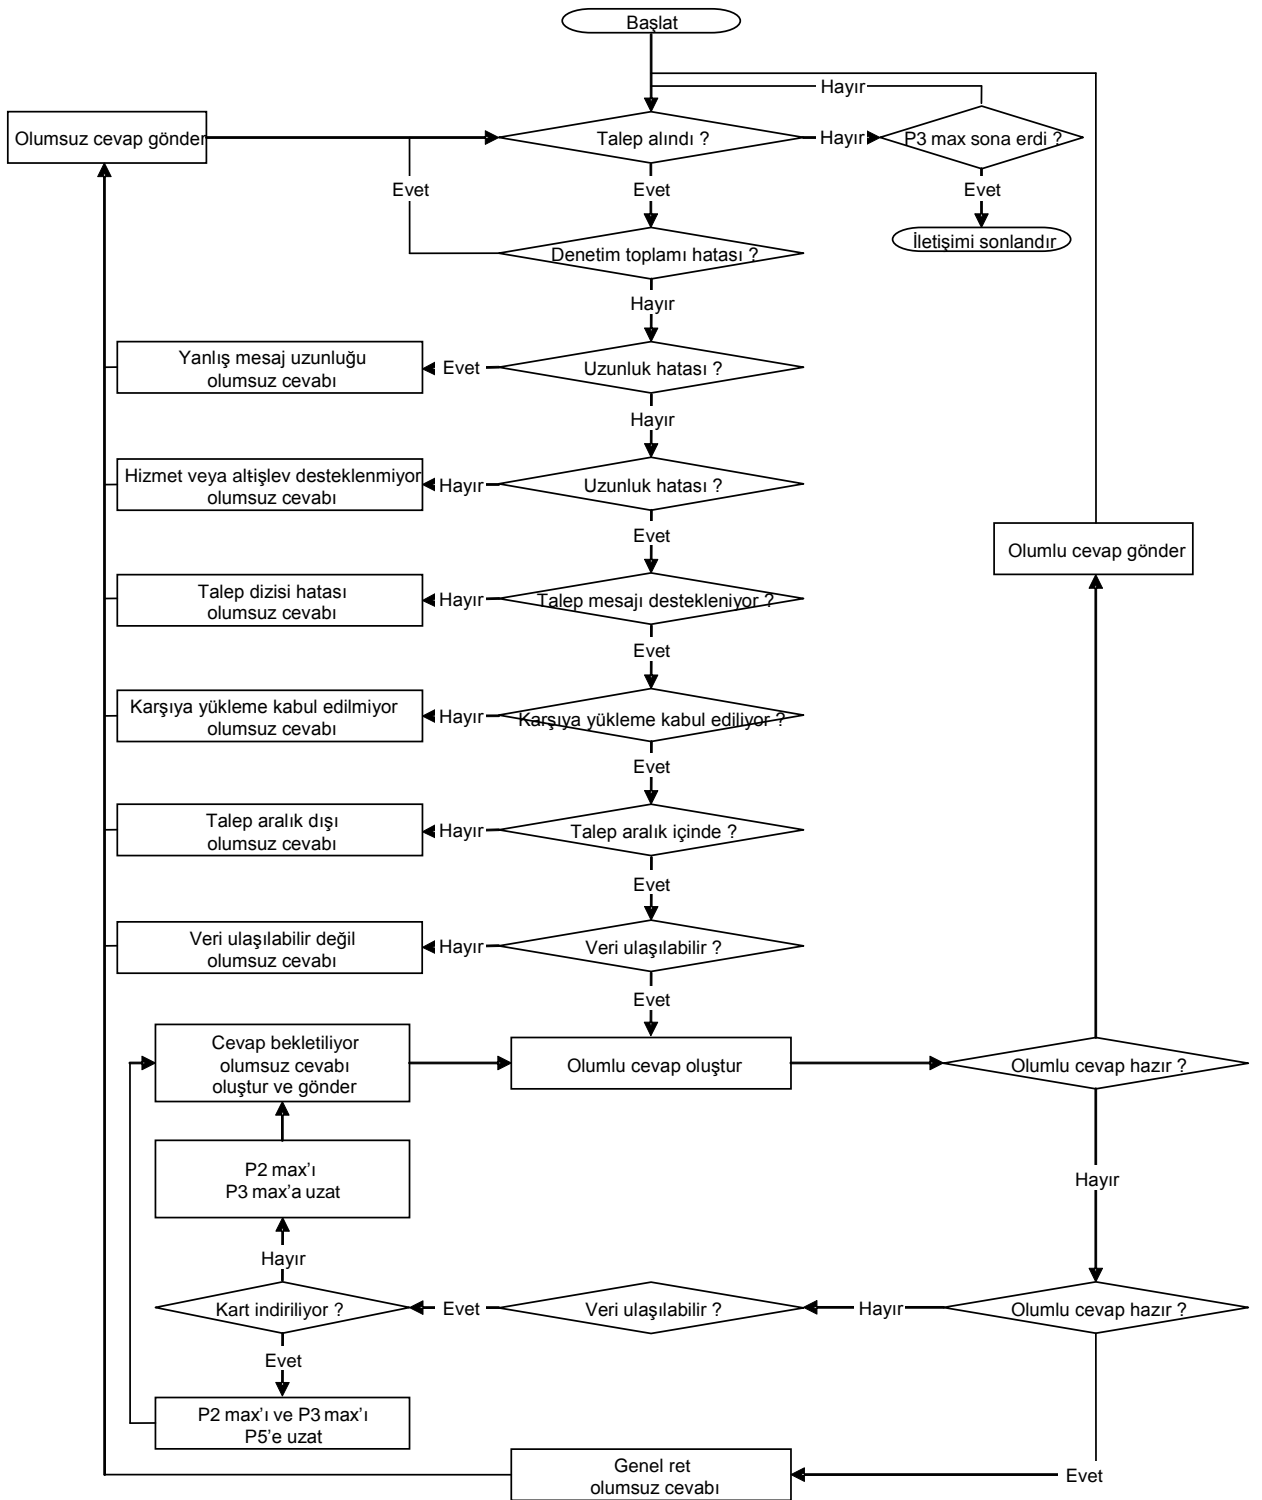 Başlat
Hayır
Olumsuz cevap gönder
Talep alındı ?
Hayır
P3 max sona erdi ?
Evet
Evet
Evet
İletişimi sonlandır
Denetim toplamı hatası ?
Hayır
Yanlış mesaj uzunluğu
olumsuz cevabı
Evet
Uzunluk hatası ?
Hayır
Hizmet veya altişlev desteklenmiyor
olumsuz cevabı
Hayır
Uzunluk hatası ?
Evet
Olumlu cevap gönder
Talep dizisi hatası
olumsuz cevabı
Hayır
Talep mesajı destekleniyor ?
Evet
Karşıya yükleme kabul edilmiyor
olumsuz cevabı
Hayır
Karşıya yükleme kabul ediliyor ?
Evet
Talep aralık dışı
olumsuz cevabı
Hayır
Talep aralık içinde ?
Evet
Veri ulaşılabilir değil
olumsuz cevabı
Hayır
Veri ulaşılabilir ?
Evet
Cevap bekletiliyor
olumsuz cevabı
oluştur ve gönder
Olumlu cevap oluştur
Olumlu cevap hazır ?
P2 max’ı
P3 max’a uzat
Hayır
Hayır
Kart indiriliyor ?
Evet
Veri ulaşılabilir ?
Hayır
Olumlu cevap hazır ?
Evet
P2 max’ı ve P3 max’ı
P5’e uzat
Genel ret
olumsuz cevabı
Evet